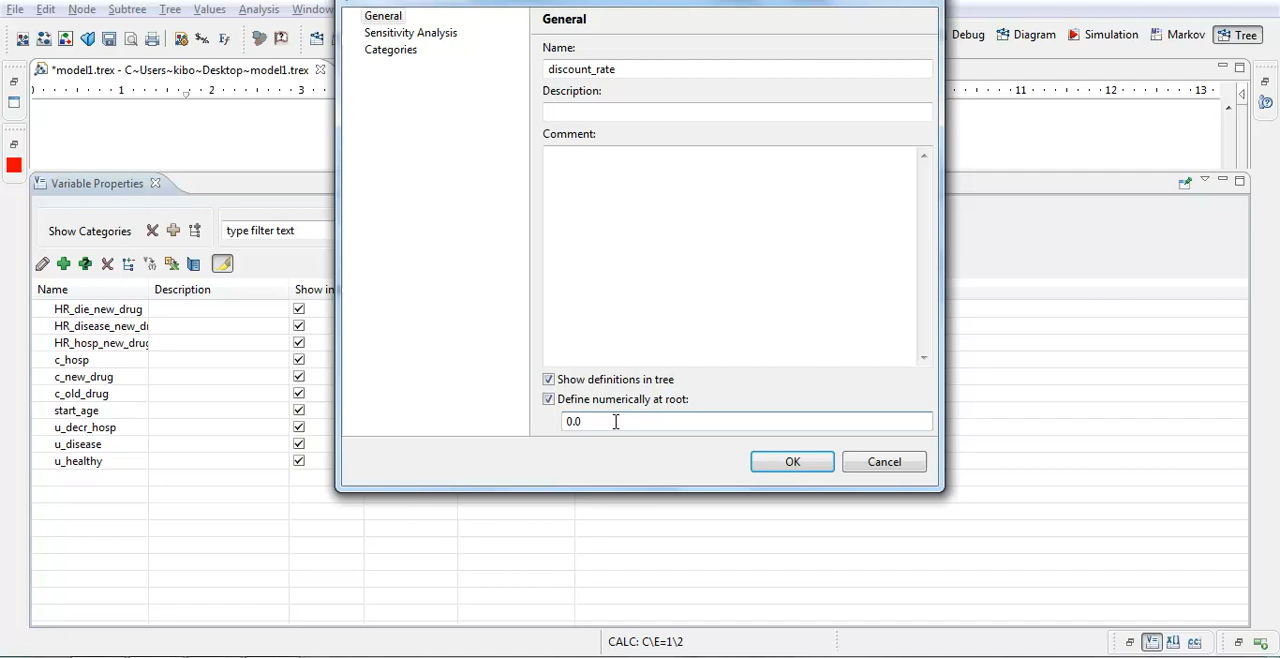 File Edit Node Subtree Tree Values Analysis Window
Debug Diagram Simulation Markov Tree
*model1.trex - C~Users~kibo~Desktop~model1.trex
1 2 3 11 12 13
Variable Properties
Show Categories type filter text
Name Description Show in
HR_die_new_drug
HR_disease_new_dr
HR_hosp_new_drug
c_hosp
c_new_drug
c_old_drug
start_age
u_decr_hosp
u_disease
u_healthy
General
Sensitivity Analysis
Categories
General
Name:
discount_rate
Description:
Comment:
Show definitions in tree
Define numerically at root:
0.0
OK Cancel
CALC: C\E=1\2